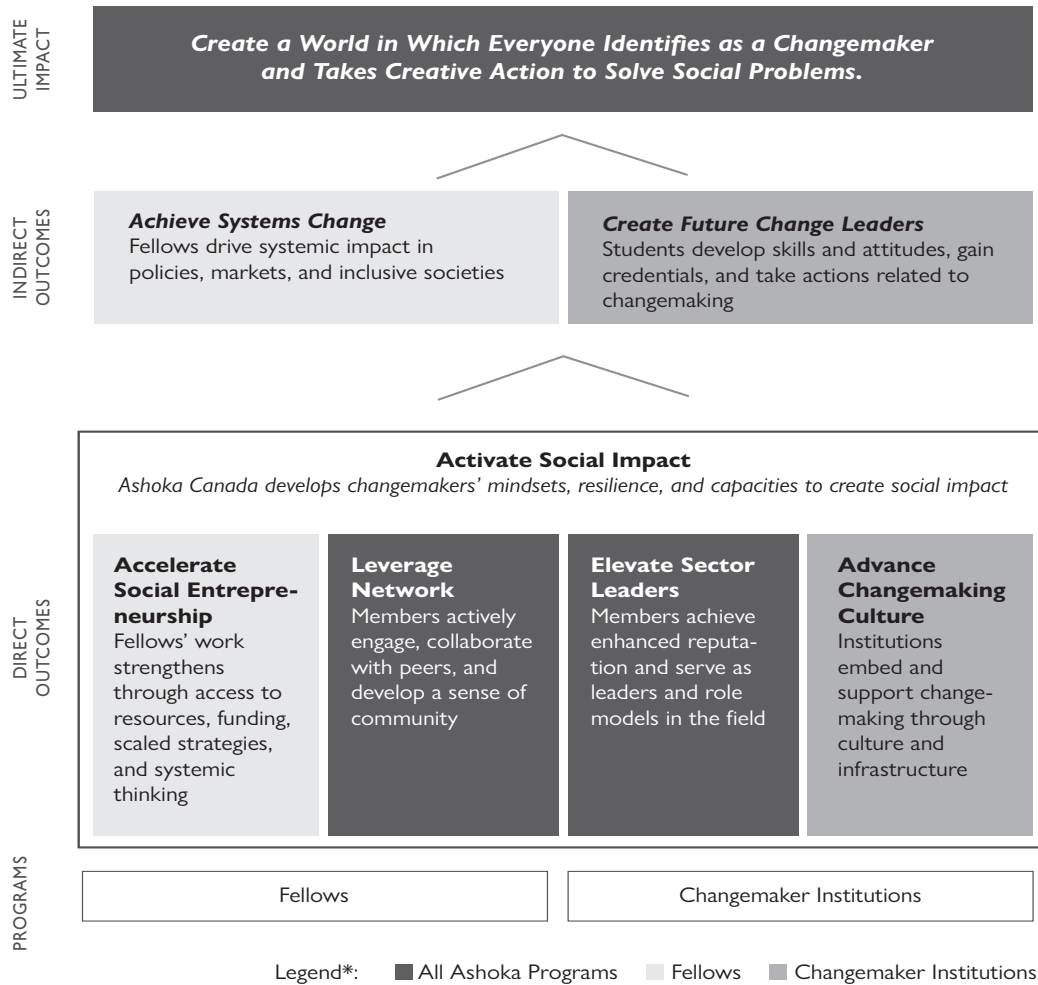 ULTIMATE
IMPACT
Create a World in Which Everyone Identifies as a Changemaker
and Takes Creative Action to Solve Social Problems.
INDIRECT
OUTCOMES
Achieve Systems Change
Fellows drive systemic impact in
policies, markets, and inclusive societies
Create Future Change Leaders
Students develop skills and attitudes, gain
credentials, and take actions related to
changemaking
DIRECT
OUTCOMES
Activate Social Impact
Ashoka Canada develops changemakers’ mindsets, resilience, and capacities to create social impact
Accelerate
Social Entrepre-
neurship
Fellows’ work
strengthens
through access to
resources, funding,
scaled strategies,
and systemic
thinking
Leverage
Network
Members actively
engage, collaborate
with peers, and
develop a sense of
community
Elevate Sector
Leaders
Members achieve
enhanced reputa-
tion and serve as
leaders and role
models in the field
Advance
Changemaking
Culture
Institutions
embed and
support change-
making through
culture and
infrastructure
PROGRAMS
Fellows
Changemaker Institutions
Legend*: All Ashoka Programs Fellows Changemaker Institutions